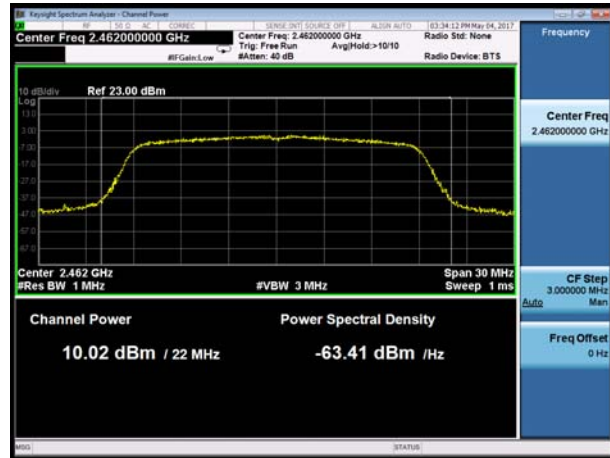 Keysight Spectrum Analyzer - Channel Power
RF 50 Ω AC CORREC SENSE:INT SOURCE OFF ALIGN AUTO 03:34:12 PM May 04, 2017
Center Freq 2.462000000 GHz
Center Freq: 2.462000000 GHz
Radio Std: None
Trig: Free Run Avg|Hold:>10/10
#IFGain:Low
#Atten: 40 dB
Radio Device: BTS
Frequency
10 dB/div Ref 23.00 dBm
Log
13.0
3.00
-7.00
-17.0
-27.0
-37.0
-47.0
-57.0
-67.0
Center 2.462 GHz Span 30 MHz
#Res BW 1 MHz #VBW 3 MHz Sweep 1 ms
Channel Power Power Spectral Density
10.02 dBm / 22 MHz -63.41 dBm /Hz
Center Freq
2.462000000 GHz
CF Step
3.000000 MHz
Auto Man
Freq Offset
0 Hz
MSG STATUS